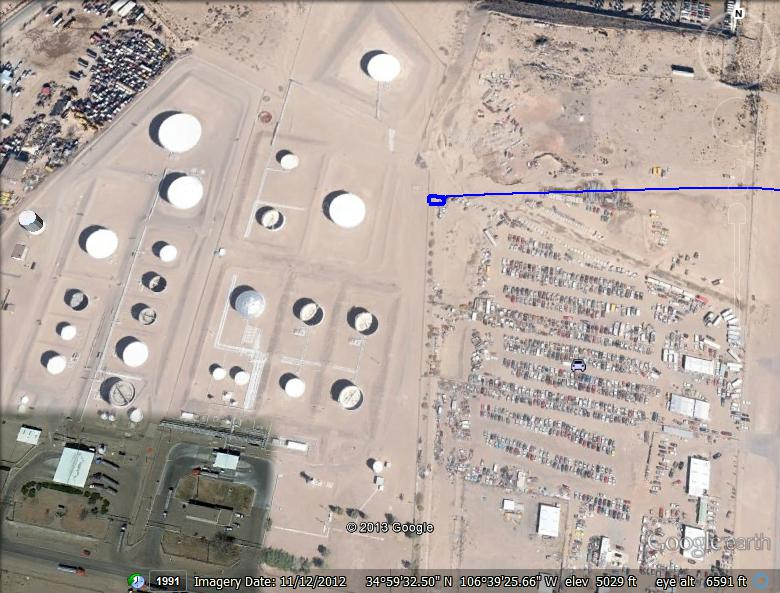 N
© 2013 Google
Google earth
1991 Imagery Date: 11/12/2012 34°59'32.50" N 106°39'25.66" W elev 5029 ft eye alt 6591 ft